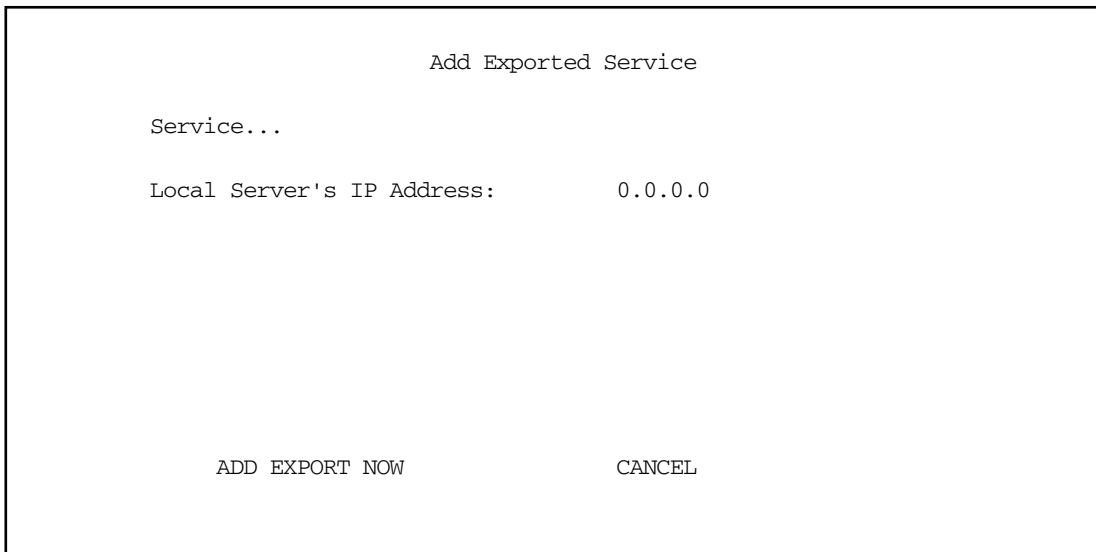 Add Exported Service
Service...
Local Server's IP Address: 0.0.0.0
ADD EXPORT NOW CANCEL